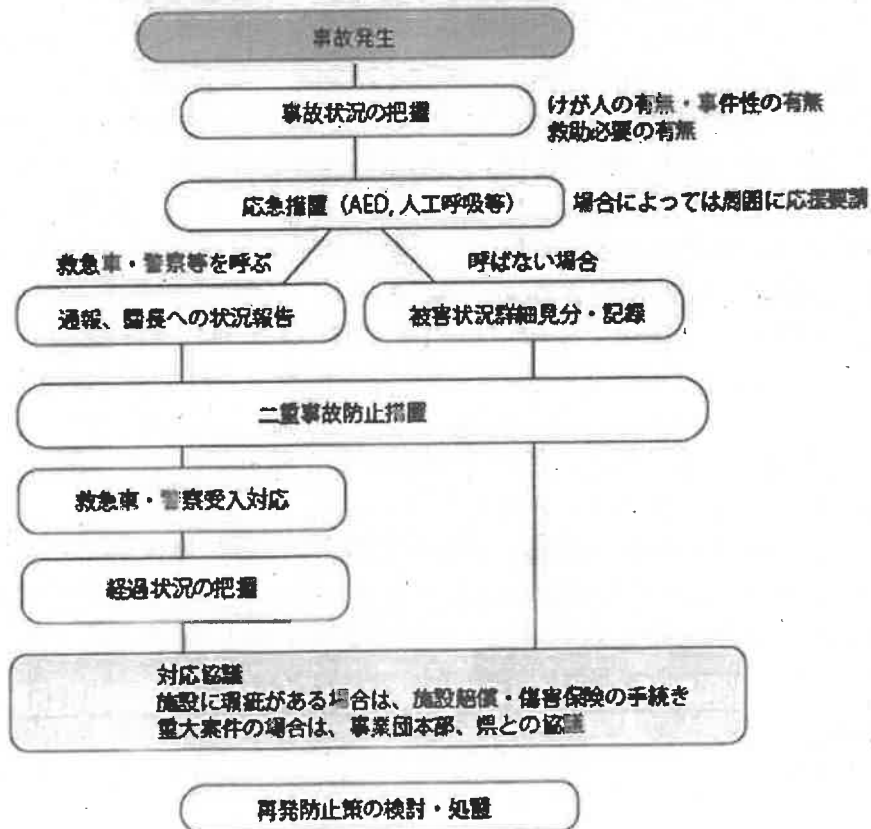 事故発生
事故状況の把握
けが人の有無・事件性の有無
救助必要の有無
応急措置（AED, 人工呼吸等）
場合によっては周囲に応援要請
救急車・警察等を呼ぶ
呼ばない場合
通報、園長への状況報告
被害状況詳細見分・記録
二重事故防止措置
救急車・警察受入対応
経過状況の把握
対応協議
施設に瑕疵がある場合は、施設賠償・傷害保険の手続き
重大案件の場合は、事業団本部、県との協議
再発防止策の検討・処置